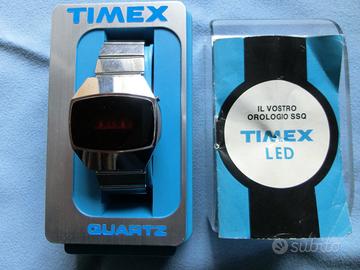 TIMEX
QUARTZ
IL VOSTRO
OROLOGIO SSQ
TIMEX
LED
subito